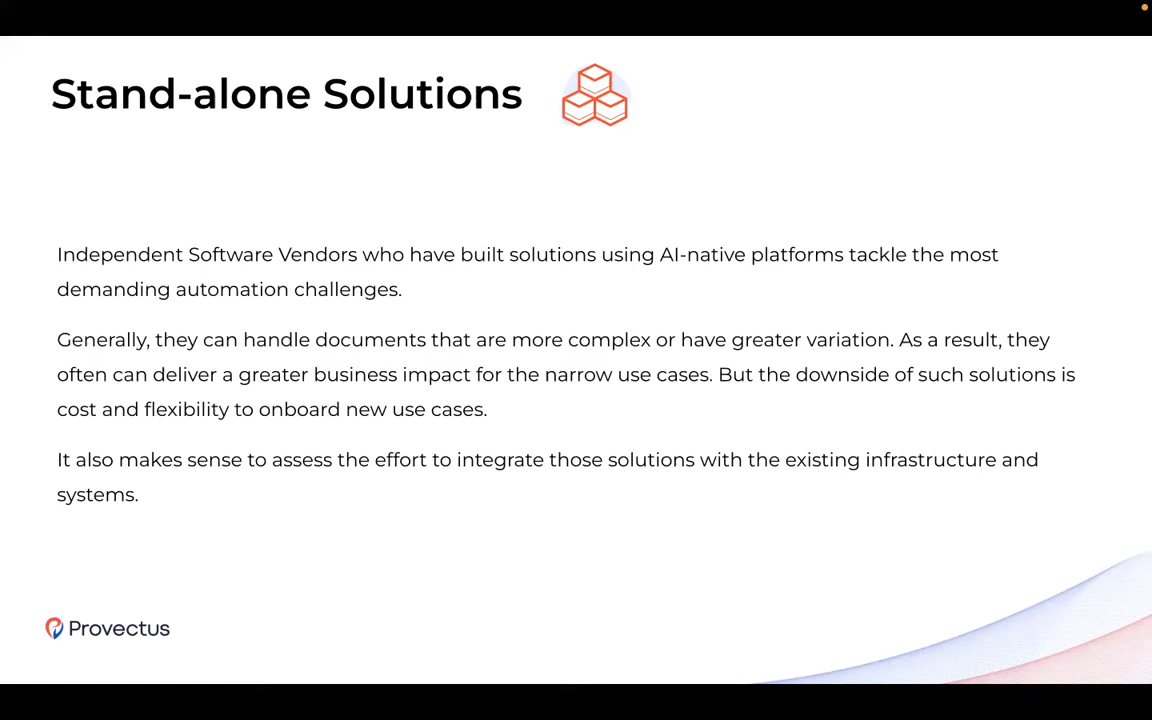 Stand-alone Solutions
Independent Software Vendors who have built solutions using AI-native platforms tackle the most
demanding automation challenges.
Generally, they can handle documents that are more complex or have greater variation. As a result, they
often can deliver a greater business impact for the narrow use cases. But the downside of such solutions is
cost and flexibility to onboard new use cases.
It also makes sense to assess the effort to integrate those solutions with the existing infrastructure and
systems.
Provectus